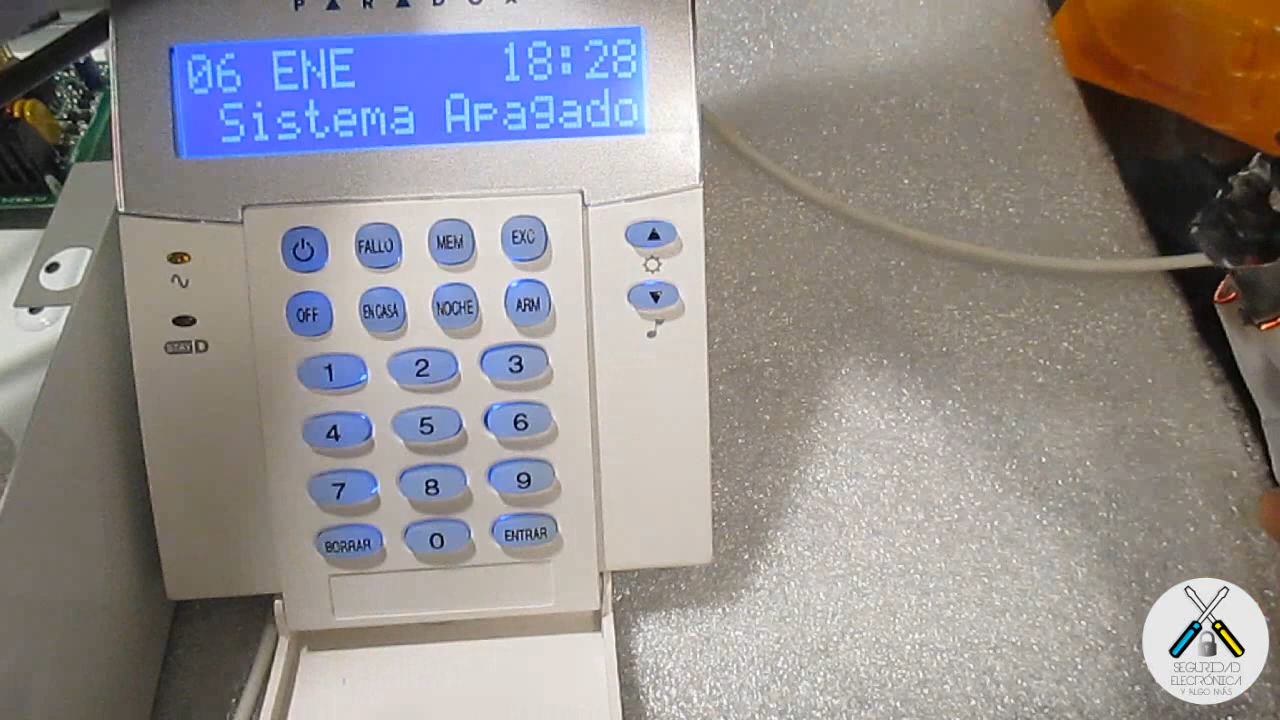 PARADOX
06 ENE 18:28
Sistema Apagado
FALLO MEM EXC
OFF EN CASA NOCHE ARM
STAY D
1 2 3
4 5 6
7 8 9
BORRAR 0 ENTRAR
SEGURIDAD
ELECTRÓNICA
Y ALGO MÁS